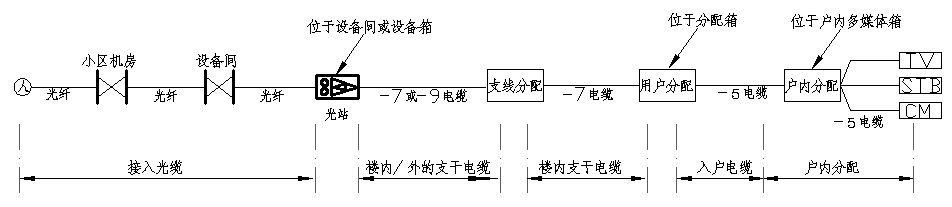 位于设备间或设备箱
位于分配箱
位于户内多媒体箱
小区机房
设备间
人
光纤
光纤
光纤
光站
-7或-9电缆
支线分配
-7电缆
用户分配
-5电缆
户内分配
TV
STB
CM
-5电缆
接入光缆
楼内/外的支干电缆
楼内支干电缆
入户电缆
户内分配